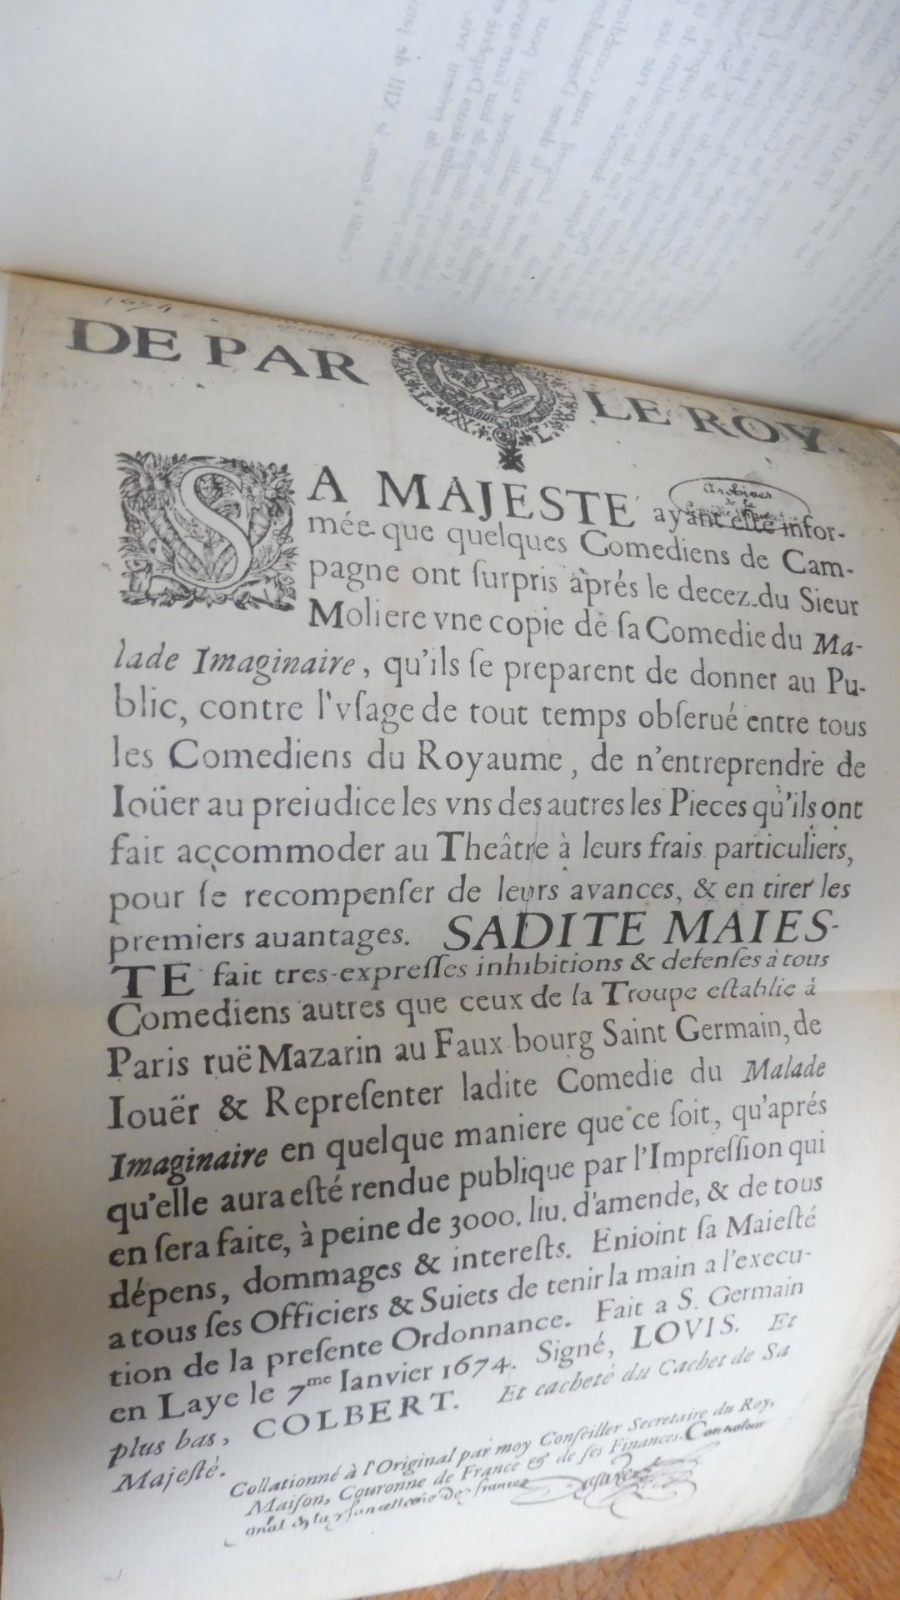 1674
DE PAR LE ROY.
SA MAJESTE ayant esté infor-
mée que quelques Comediens de Cam-
pagne ont ſurpris àprés le decez du Sieur
Moliere vne copie de ſa Comedie du Ma-
lade Imaginaire, qu'ils ſe preparent de donner au Pu-
blic, contre l'vſage de tout temps obſerué entre tous
les Comediens du Royaume, de n'entreprendre de
Ioüer au preiudice les vns des autres les Pieces qu'ils ont
fait accommoder au Theâtre à leurs frais particuliers,
pour ſe recompenſer de leurs avances, & en tirer les
premiers auantages. SADITE MAIES-
TE fait tres-expreſſes inhibitions & defenſes à tous
Comediens autres que ceux de la Troupe eſtablie à
Paris ruë Mazarin au Faux-bourg Saint Germain, de
Iouër & Repreſenter ladite Comedie du Malade
Imaginaire en quelque maniere que ce ſoit, qu'aprés
qu'elle aura eſté rendue publique par l'Impreſſion qui
en ſera faite, à peine de 3000. liu. d'amende, & de tous
dépens, dommages & intereſts. Enioint ſa Maieſté
a tous ſes Officiers & Suiets de tenir la main a l'execu-
tion de la preſente Ordonnance. Fait a S. Germain
en Laye le 7me Ianvier 1674. Signé, LOVIS. Et
plus bas, COLBERT. Et cacheté du Cachet de Sa
Majeſté.
Collationné à l'Original par moy Conſeiller Secretaire du Roy,
Maiſon, Couronne de France & de ſes Finances.
Archives
de la